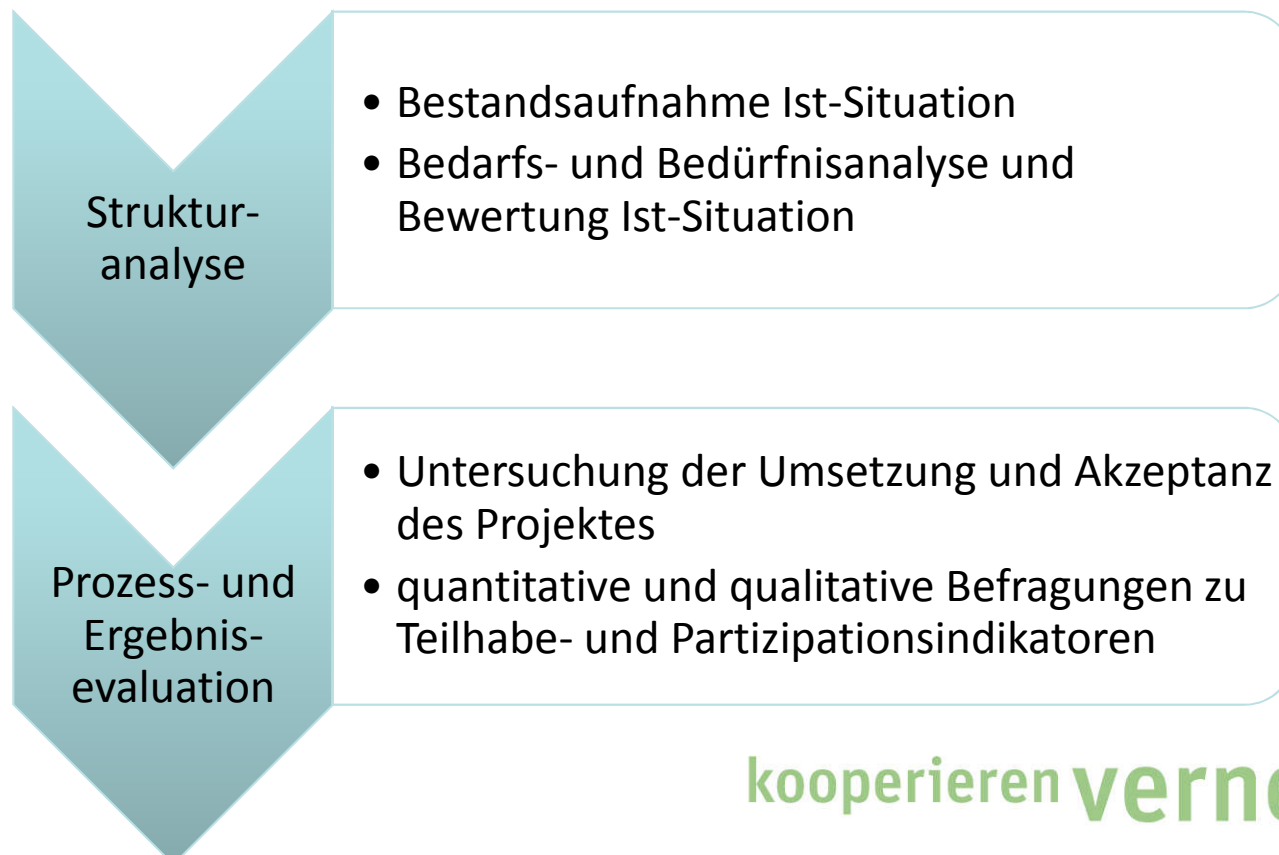 Struktur-
analyse
• Bestandsaufnahme Ist-Situation
• Bedarfs- und Bedürfnisanalyse und
Bewertung Ist-Situation
Prozess- und
Ergebnis-
evaluation
• Untersuchung der Umsetzung und Akzeptanz
des Projektes
• quantitative und qualitative Befragungen zu
Teilhabe- und Partizipationsindikatoren
kooperieren